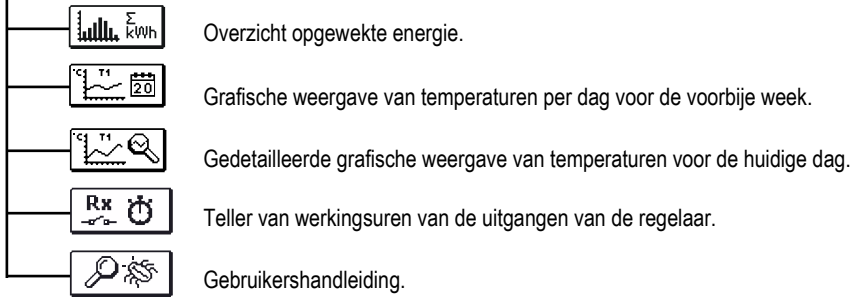 Σ
kWh Overzicht opgewekte energie.
°C T1 20 Grafische weergave van temperaturen per dag voor de voorbije week.
°C T1 Gedetailleerde grafische weergave van temperaturen voor de huidige dag.
Rx Teller van werkingsuren van de uitgangen van de regelaar.
Gebruikershandleiding.